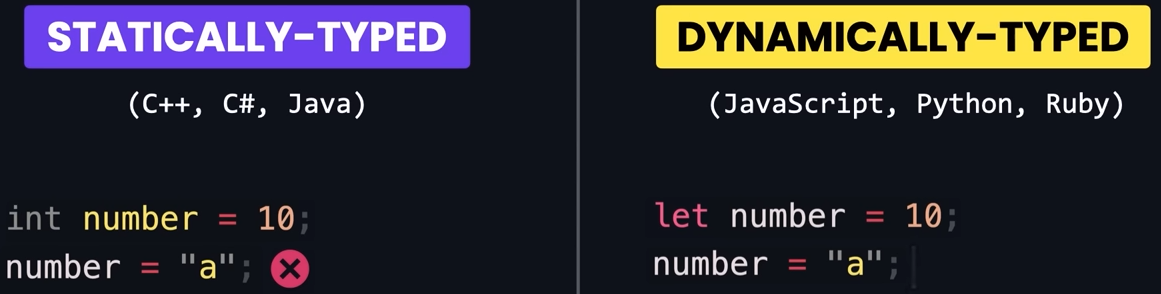 STATICALLY-TYPED
(C++, C#, Java)
int number = 10;
number = "a";
DYNAMICALLY-TYPED
(JavaScript, Python, Ruby)
let number = 10;
number = "a";